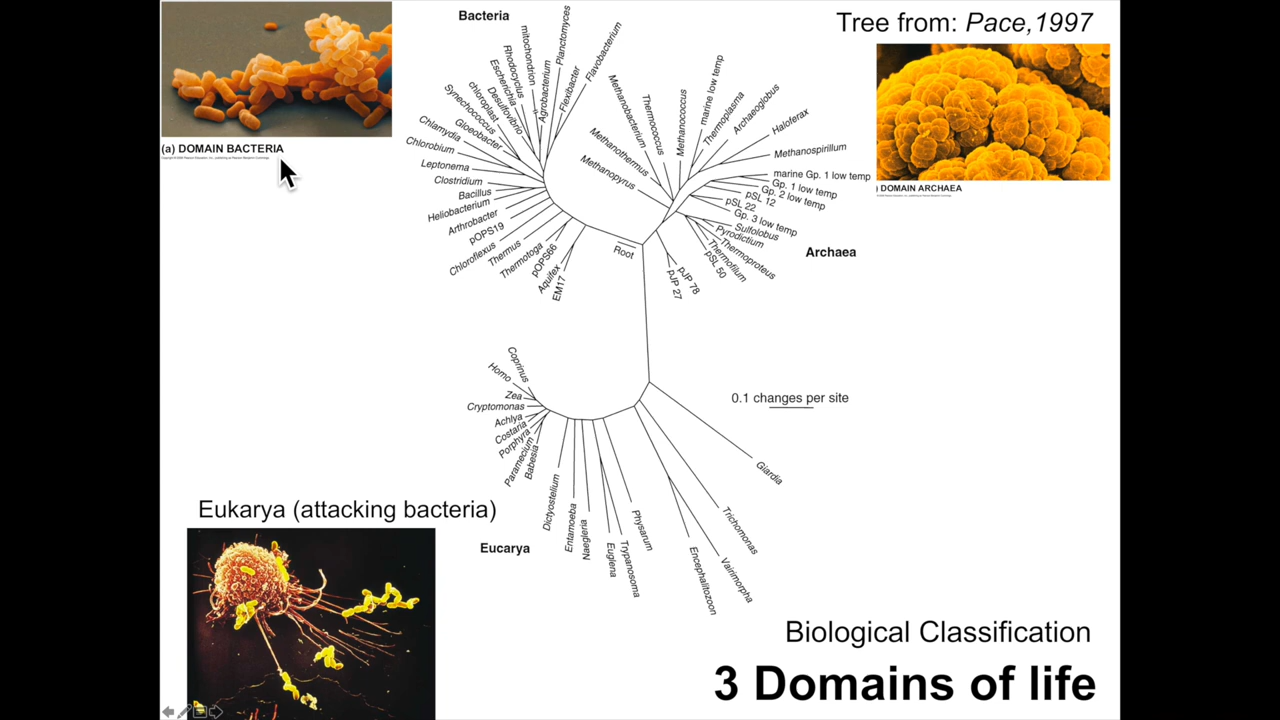 Tree from: Pace,1997
Bacteria
(a) DOMAIN BACTERIA
) DOMAIN ARCHAEA
Planctomyces
Flavobacterium
mitochondrion
Flexibacter
Agrobacterium
Rhodocyclus
Escherichia
Desulfovibrio
chloroplast
Synechococcus
Gloeobacter
Chlamydia
Chlorobium
Leptonema
Clostridium
Bacillus
Heliobacterium
Arthrobacter
pOPS19
Chloroflexus
Thermus
Thermotoga
pOPS66
Aquifex
EM17
Root
Methanobacterium
Thermococcus
Methanothermus
Methanopyrus
Methanococcus
marine low temp
Thermoplasma
Archaeoglobus
Haloferax
Methanospirillum
marine Gp. 1 low temp
Gp. 1 low temp
Gp. 2 low temp
pSL 12
pSL 22
Gp. 3 low temp
Sulfolobus
Pyrodictium
Thermoproteus
Thermofilum
pSL 50
pJP 78
pJP 27
Archaea
Coprinus
Homo
Zea
Cryptomonas
Achlya
Costaria
Porphyra
Paramecium
Babesia
Dictyostelium
Entamoeba
Naegleria
Euglena
Trypanosoma
Physarum
Encephalitozoon
Vairimorpha
Trichomonas
Giardia
0.1 changes per site
Eucarya
Eukarya (attacking bacteria)
Biological Classification
3 Domains of life